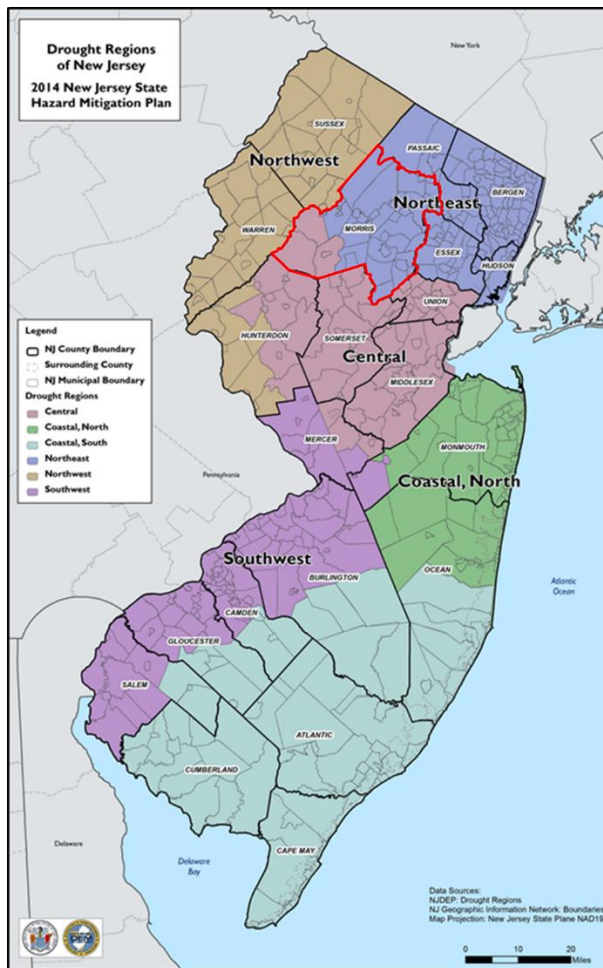 Drought Regions
of New Jersey
2014 New Jersey State
Hazard Mitigation Plan
New York
SUSSEX
PASSAIC
Northwest
BERGEN
Northeast
WARREN
MORRIS
ESSEX
HUDSON
UNION
Legend
NJ County Boundary
Surrounding County
NJ Municipal Boundary
Drought Regions
Central
Coastal, North
Coastal, South
Northeast
Northwest
Southwest
HUNTERDON
SOMERSET
Central
MIDDLESEX
MERCER
MONMOUTH
Pennsylvania
Coastal, North
Southwest
BURLINGTON
OCEAN
Atlantic
Ocean
CAMDEN
GLOUCESTER
SALEM
ATLANTIC
CUMBERLAND
Delaware
Delaware
Bay
CAPE MAY
Data Sources:
NJDEP: Drought Regions
NJ Geographic Information Network: Boundaries
Map Projection: New Jersey State Plane NAD19
0 10 20
Miles